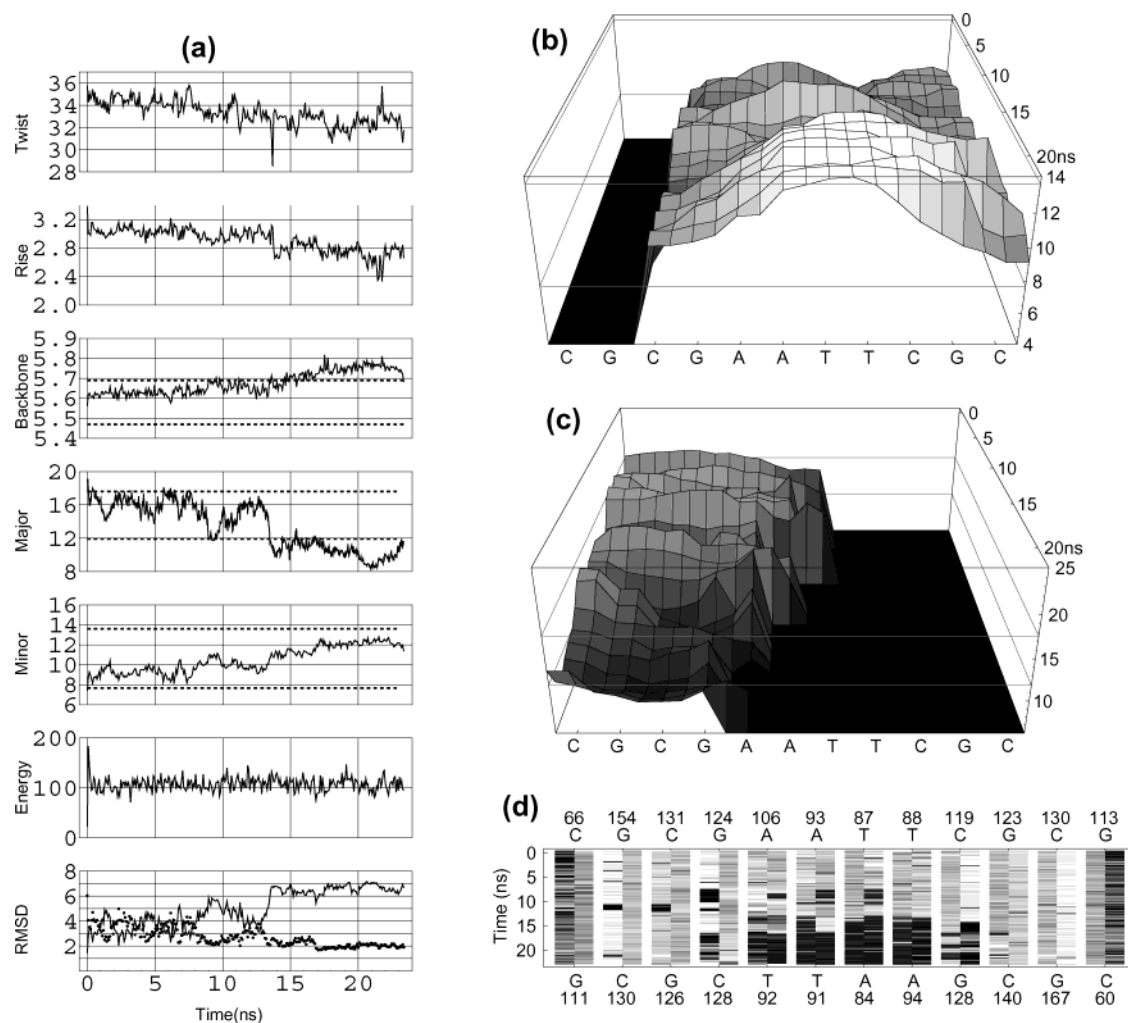 (a)
Twist
36
34
32
30
28
Rise
3.2
2.8
2.4
2.0
Backbone
5.9
5.8
5.7
5.6
5.5
5.4
Major
20
16
12
8
Minor
16
14
12
10
8
6
Energy
200
100
0
RMSD
8
7
6
4
2
0 5 10 15 20
Time(ns)
(b)
0
5
10
15
20ns
14
12
10
8
6
4
C G C G A A T T C G C
(c)
0
5
10
15
20ns
25
20
15
10
C G C G A A T T C G C
(d)
66 154 131 124 106 93 87 88 119 123 130 113
C G C G A A T T C G C G
Time (ns)
0
5
10
15
20
G C G C T T A A G C G C
111 130 126 128 92 91 84 94 128 140 167 60